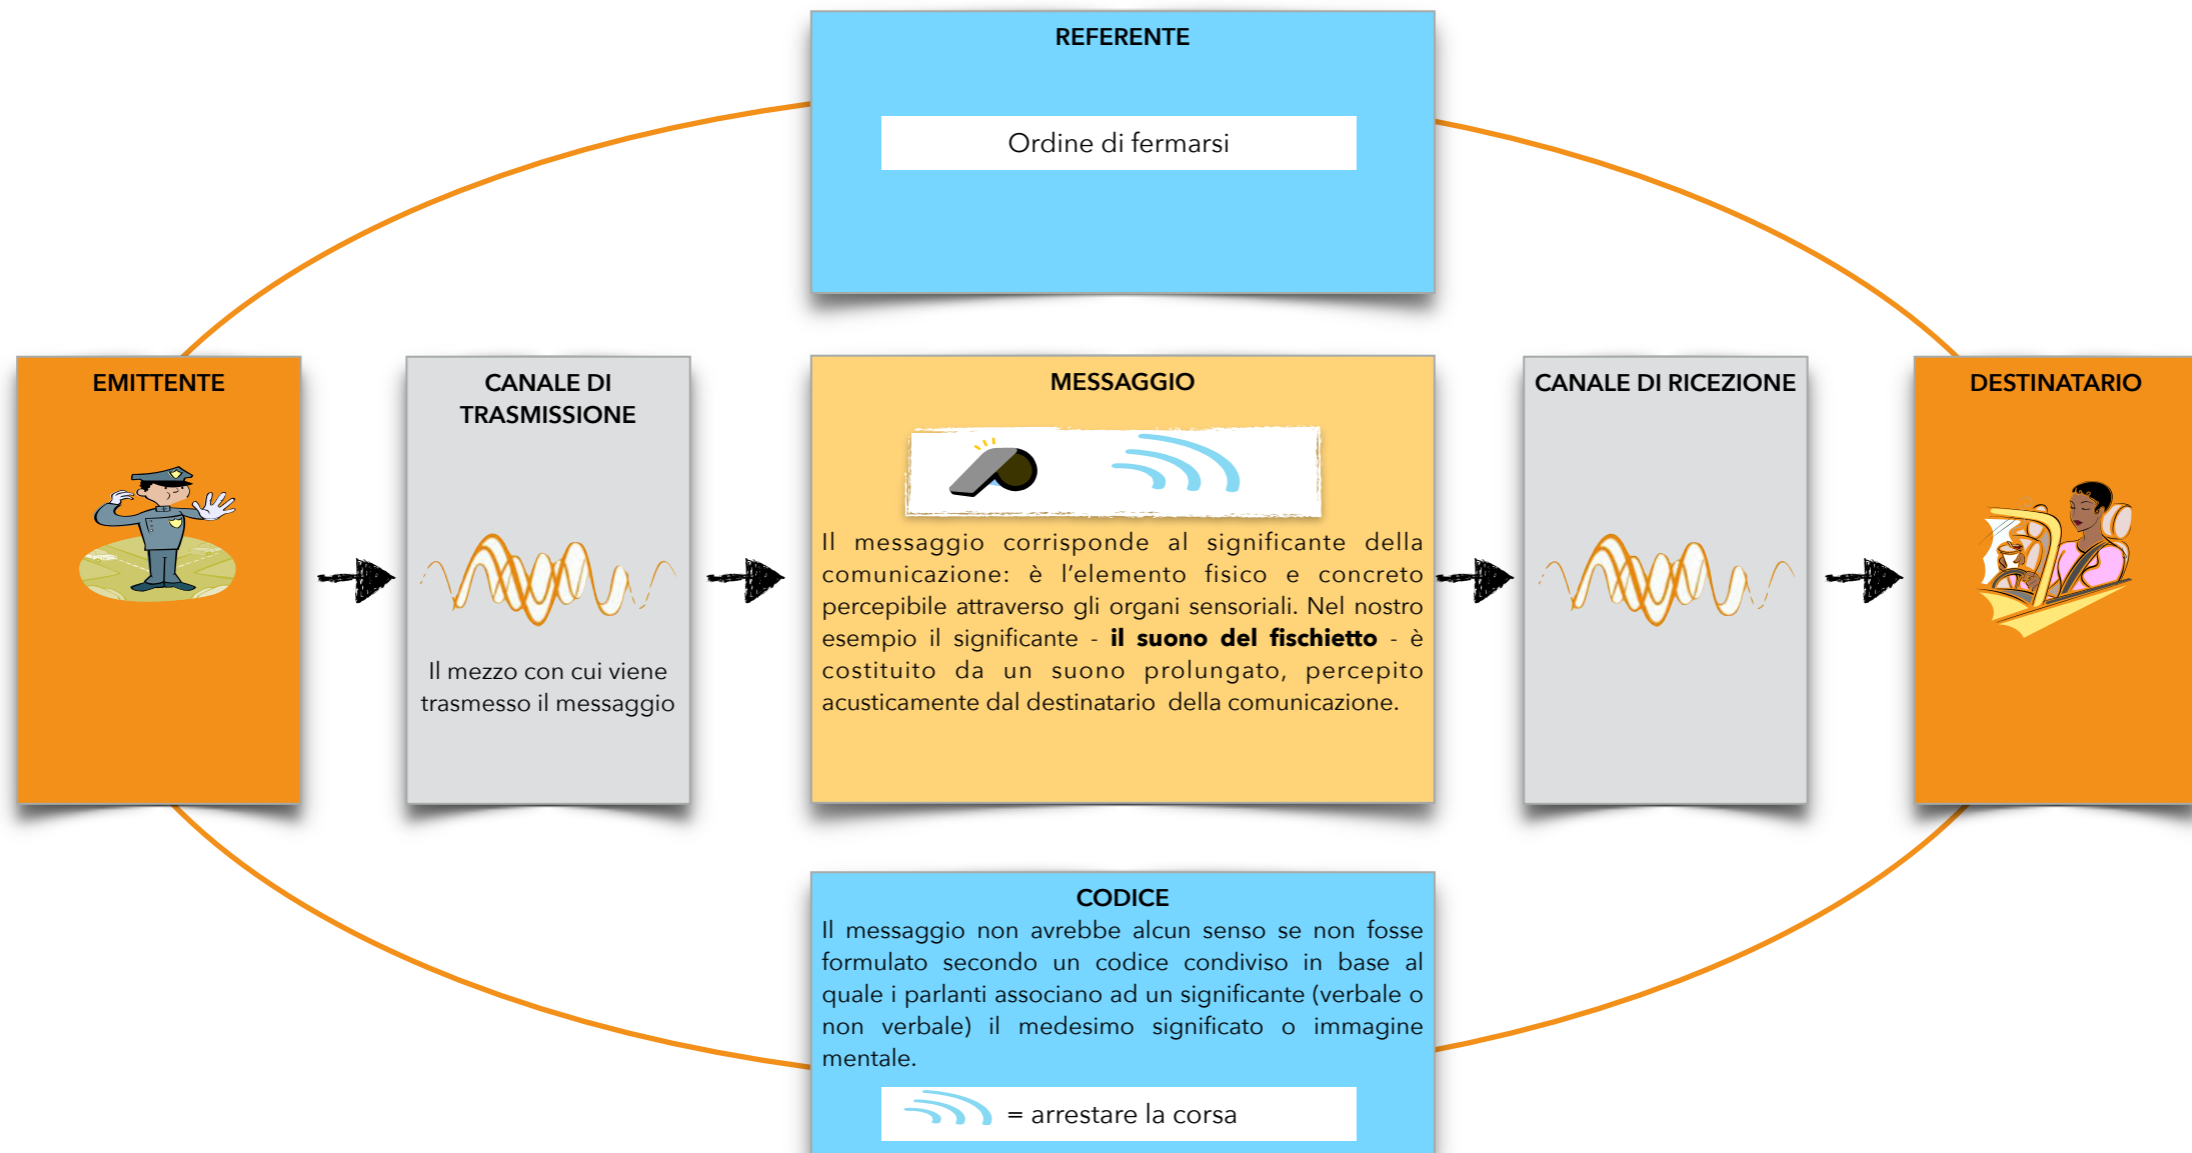 REFERENTE
Ordine di fermarsi
EMITTENTE
CANALE DI
TRASMISSIONE
Il mezzo con cui viene
trasmesso il messaggio
MESSAGGIO
Il messaggio corrisponde al significante della
comunicazione: è l’elemento fisico e concreto
percepibile attraverso gli organi sensoriali. Nel nostro
esempio il significante - il suono del fischietto - è
costituito da un suono prolungato, percepito
acusticamente dal destinatario della comunicazione.
CANALE DI RICEZIONE
DESTINATARIO
CODICE
Il messaggio non avrebbe alcun senso se non fosse
formulato secondo un codice condiviso in base al
quale i parlanti associano ad un significante (verbale o
non verbale) il medesimo significato o immagine
mentale.
= arrestare la corsa